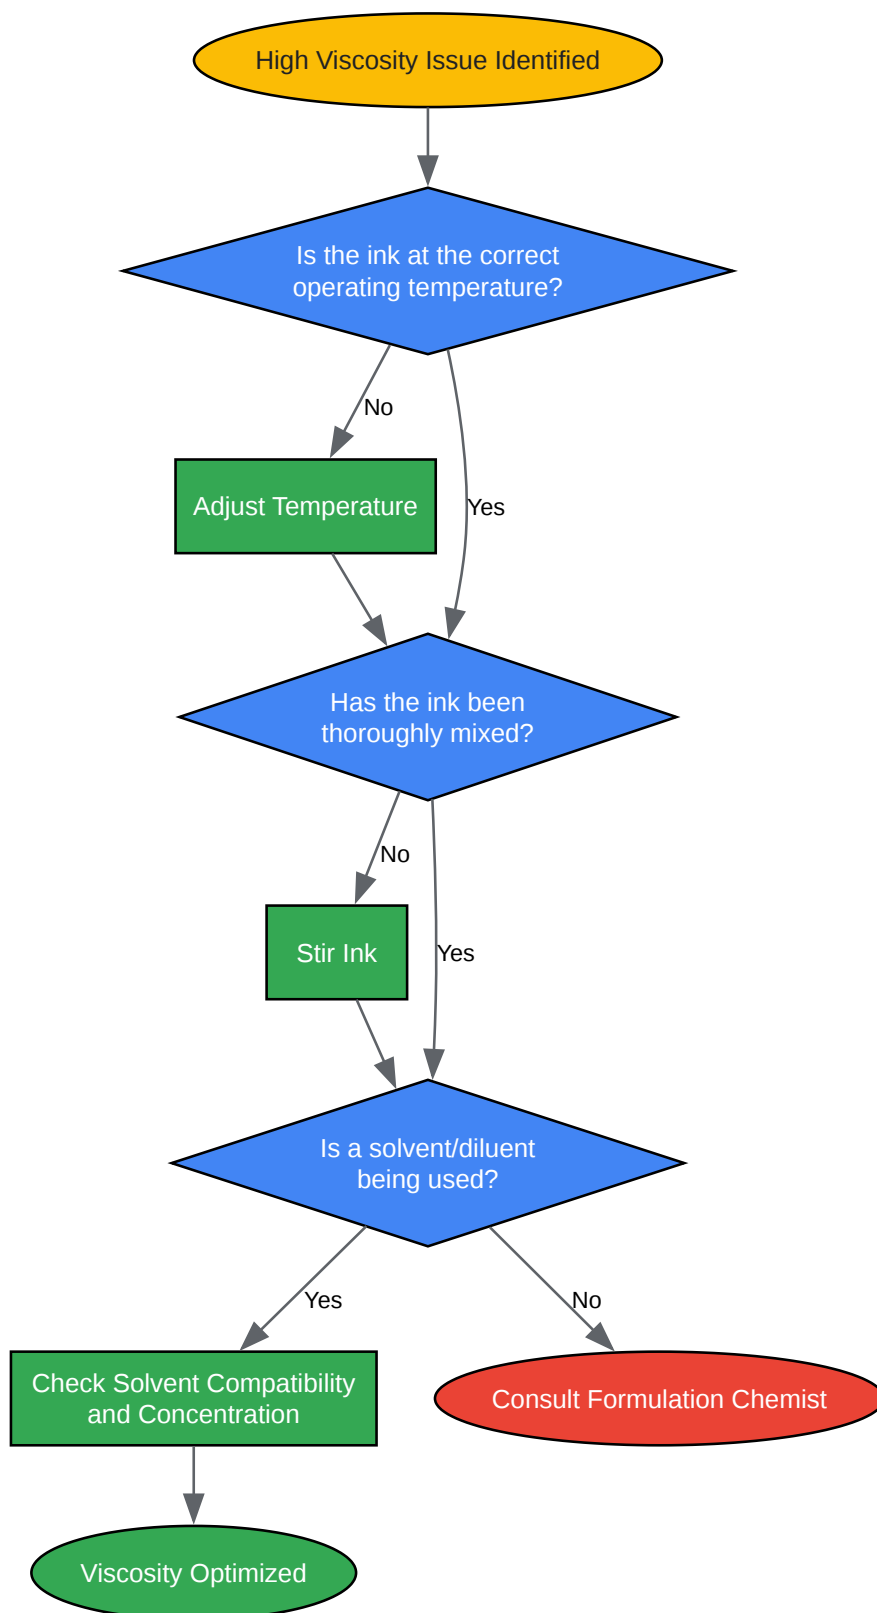 High Viscosity Issue Identified
Is the ink at the correct
operating temperature?
No
Adjust Temperature
Yes
Has the ink been
thoroughly mixed?
No
Stir Ink
Yes
Is a solvent/diluent
being used?
Yes
No
Check Solvent Compatibility
and Concentration
Consult Formulation Chemist
Viscosity Optimized